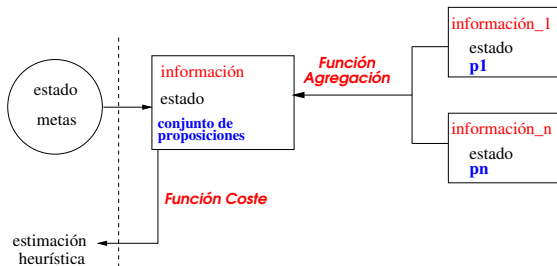 estado
metas
información
estado
conjunto de
proposiciones
Función
Agregación
información_1
estado
p1
información_n
estado
pn
Función Coste
estimación
heurística